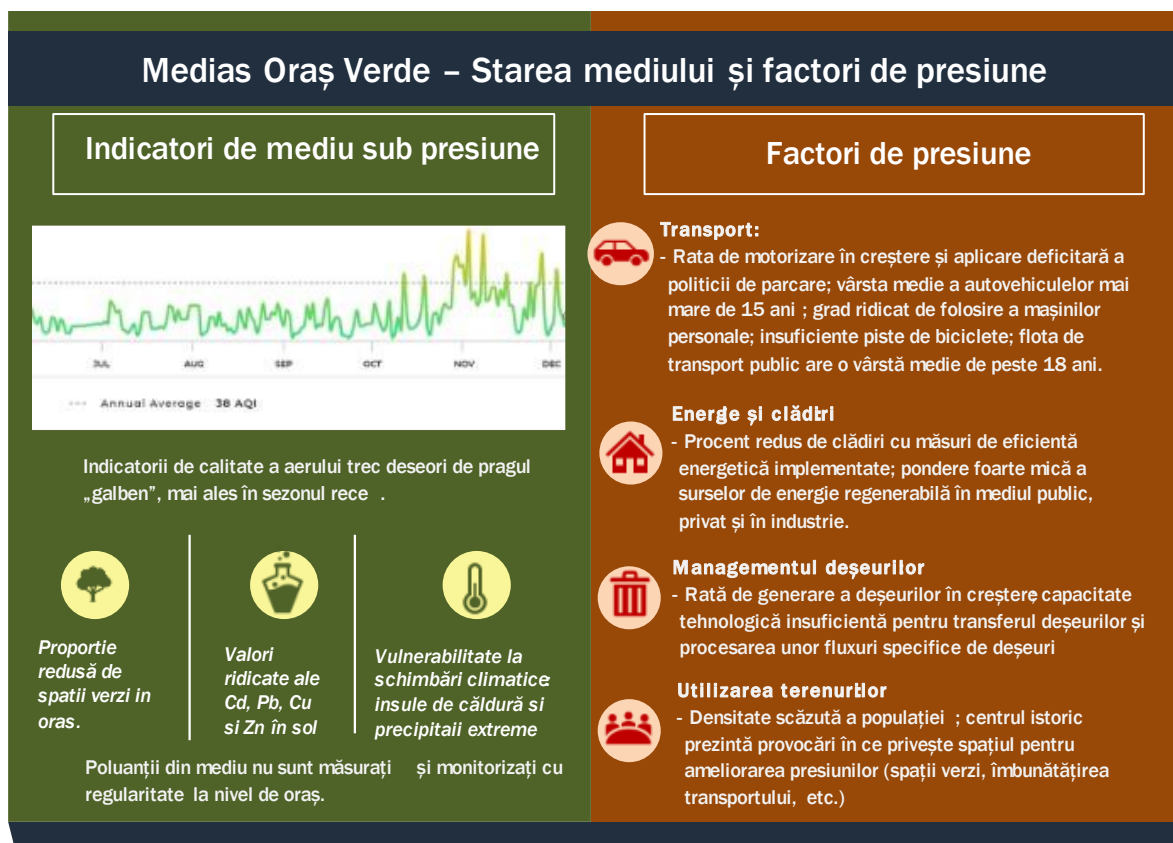 Medias Oraș Verde – Starea mediului și factori de presiune
Indicatori de mediu sub presiune
JUL AUG SEP OCT NOV DEC
Annual Average 38 AQI
Indicatorii de calitate a aerului trec deseori de pragul
„galben”, mai ales în sezonul rece .
Proportie
redusă de
spatii verzi in
oras.
Valori
ridicate ale
Cd, Pb, Cu
si Zn în sol
Vulnerabilitate la
schimbări climatice:
insule de căldură si
precipitaii extreme
Poluanții din mediu nu sunt măsurați și monitorizați cu
regularitate la nivel de oraș.
Factori de presiune
Transport:
- Rata de motorizare în creștere și aplicare deficitară a
politicii de parcare; vârsta medie a autovehiculelor mai
mare de 15 ani ; grad ridicat de folosire a mașinilor
personale; insuficiente piste de biciclete; flota de
transport public are o vârstă medie de peste 18 ani.
Energie și clădiri
- Procent redus de clădiri cu măsuri de eficientă
energetică implementate; pondere foarte mică a
surselor de energie regenerabilă în mediul public,
privat și în industrie.
Managementul deșeurilor
- Rată de generare a deșeurilor în creștere; capacitate
tehnologică insuficientă pentru transferul deșeurilor și
procesarea unor fluxuri specifice de deșeuri
Utilizarea terenurilor
- Densitate scăzută a populației ; centrul istoric
prezintă provocări în ce privește spațiul pentru
ameliorarea presiunilor (spații verzi, îmbunătățirea
transportului, etc.)